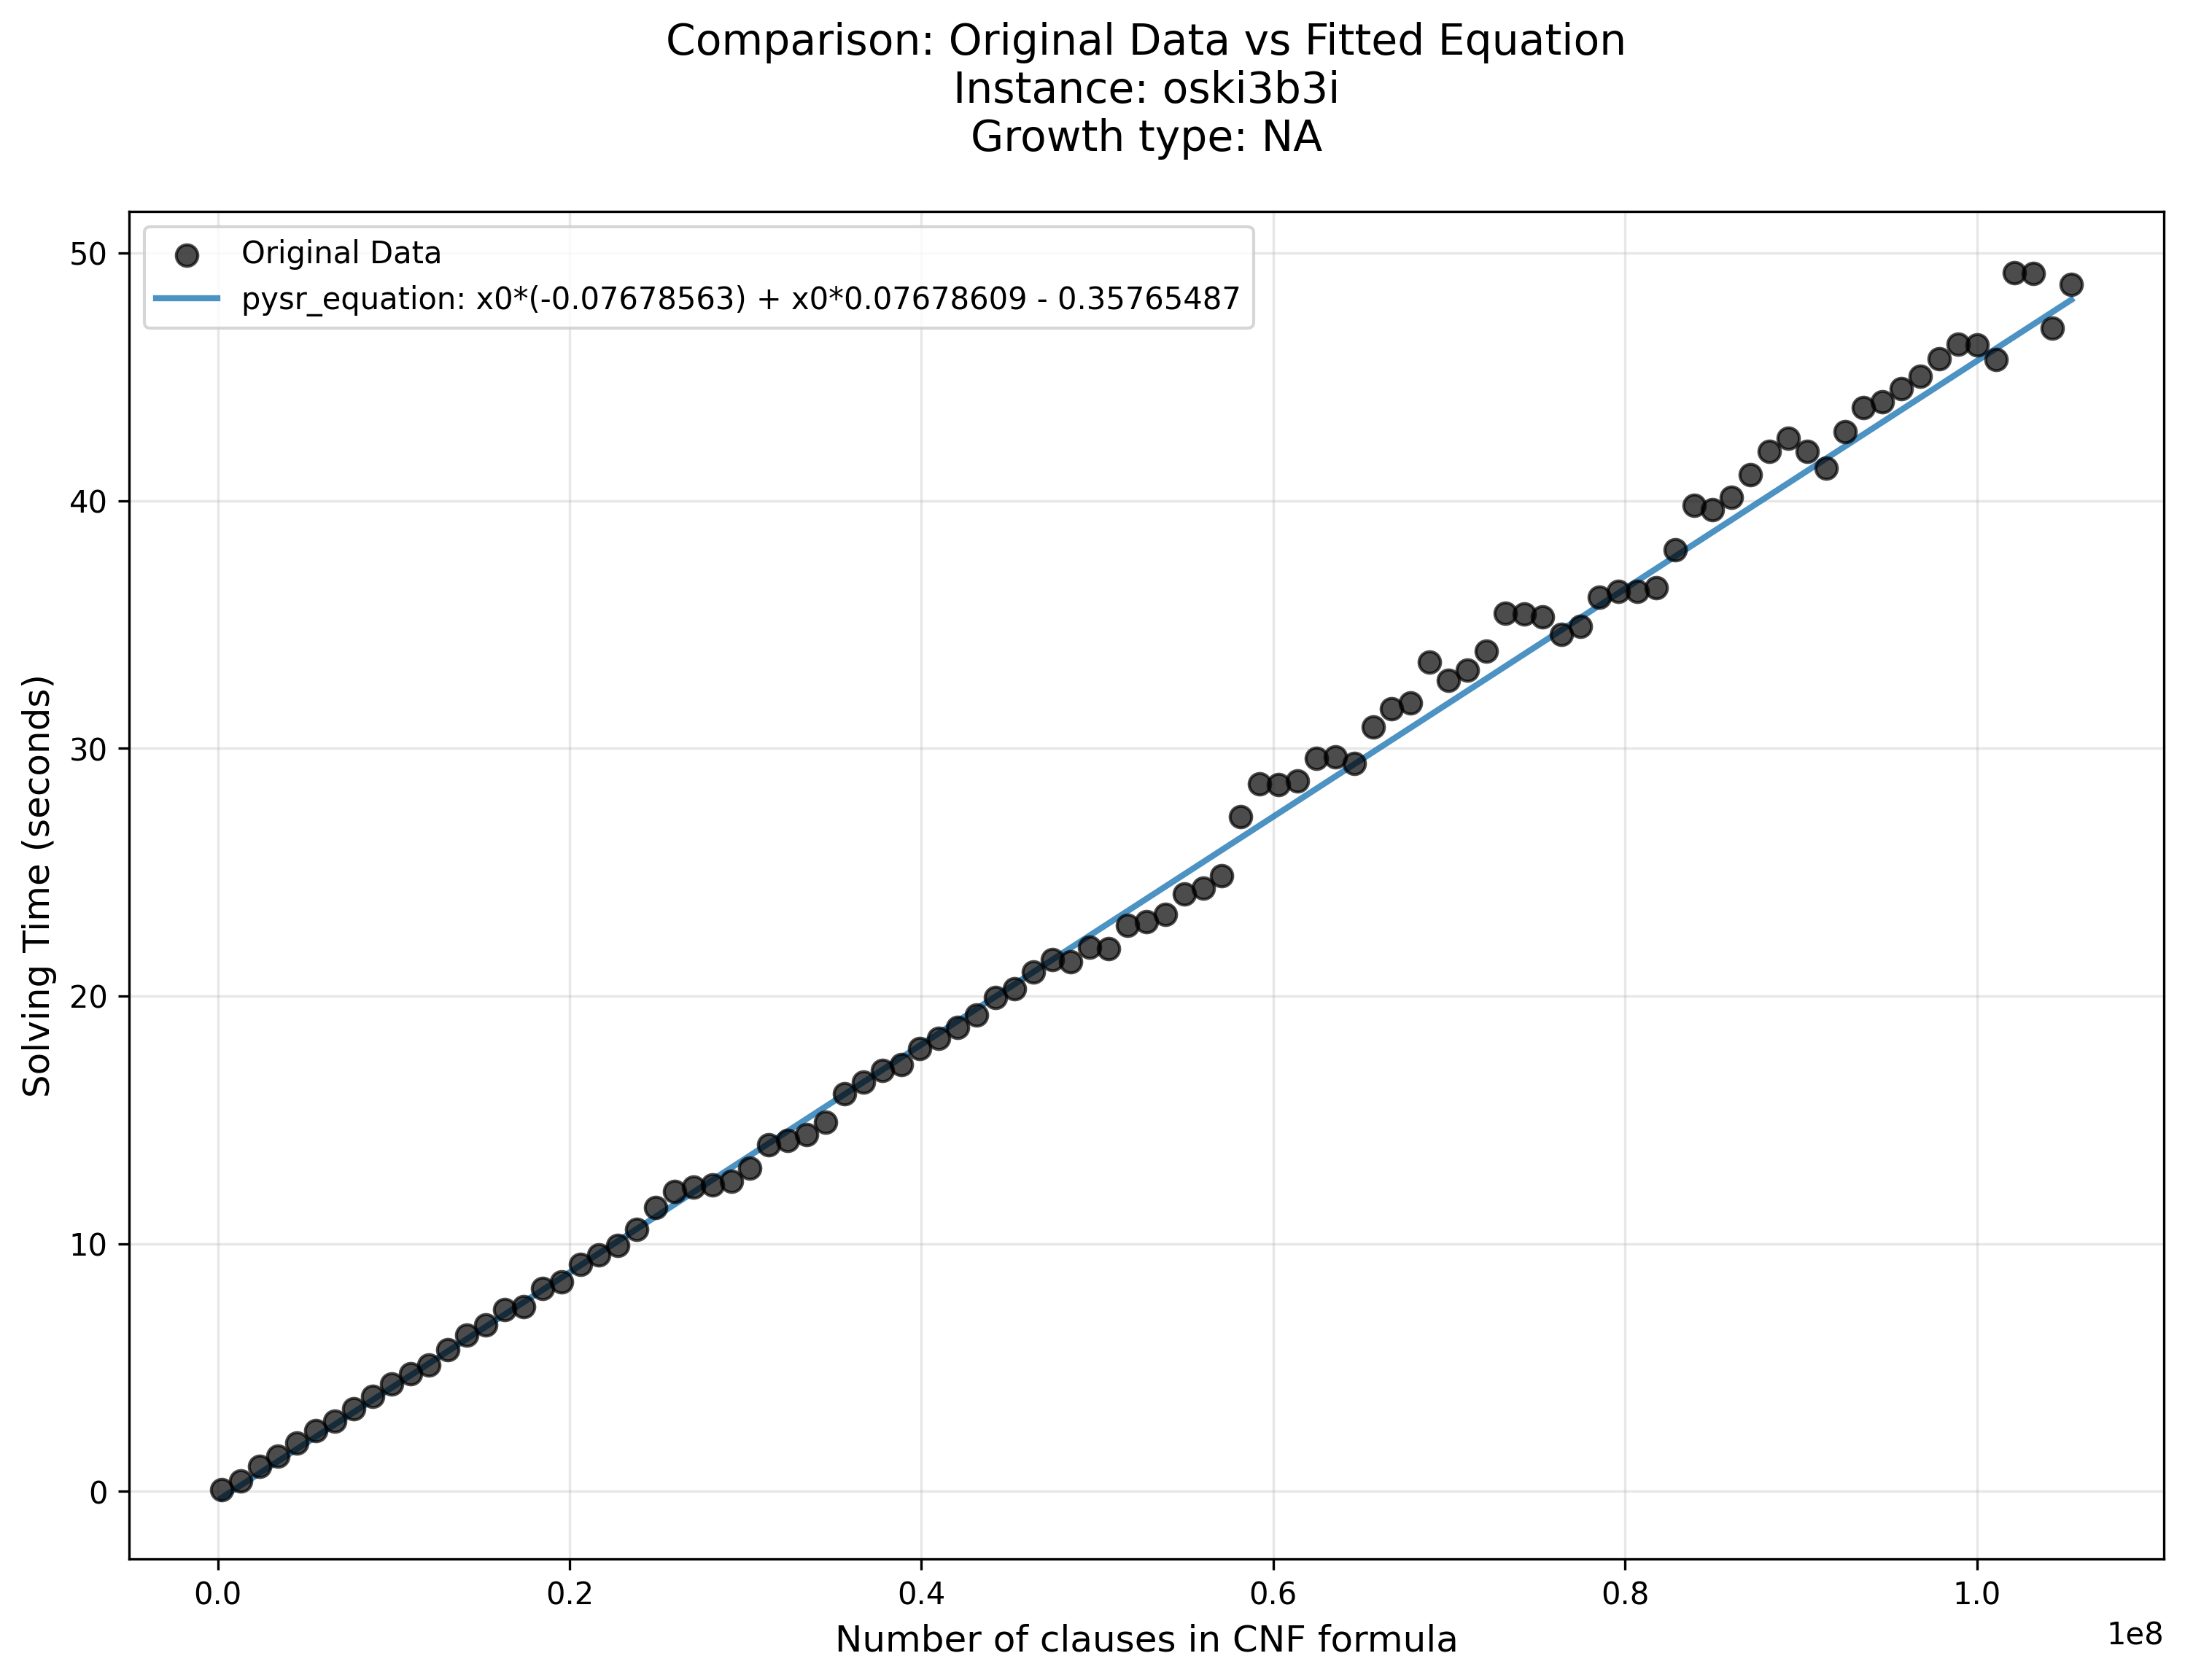 Comparison: Original Data vs Fitted Equation
Instance: oski3b3i
Growth type: NA
Original Data
pysr_equation: x0*(-0.07678563) + x0*0.07678609 - 0.35765487
50
40
30
20
10
0
Solving Time (seconds)
0.0
0.2
0.4
0.6
0.8
1.0
1e8
Number of clauses in CNF formula